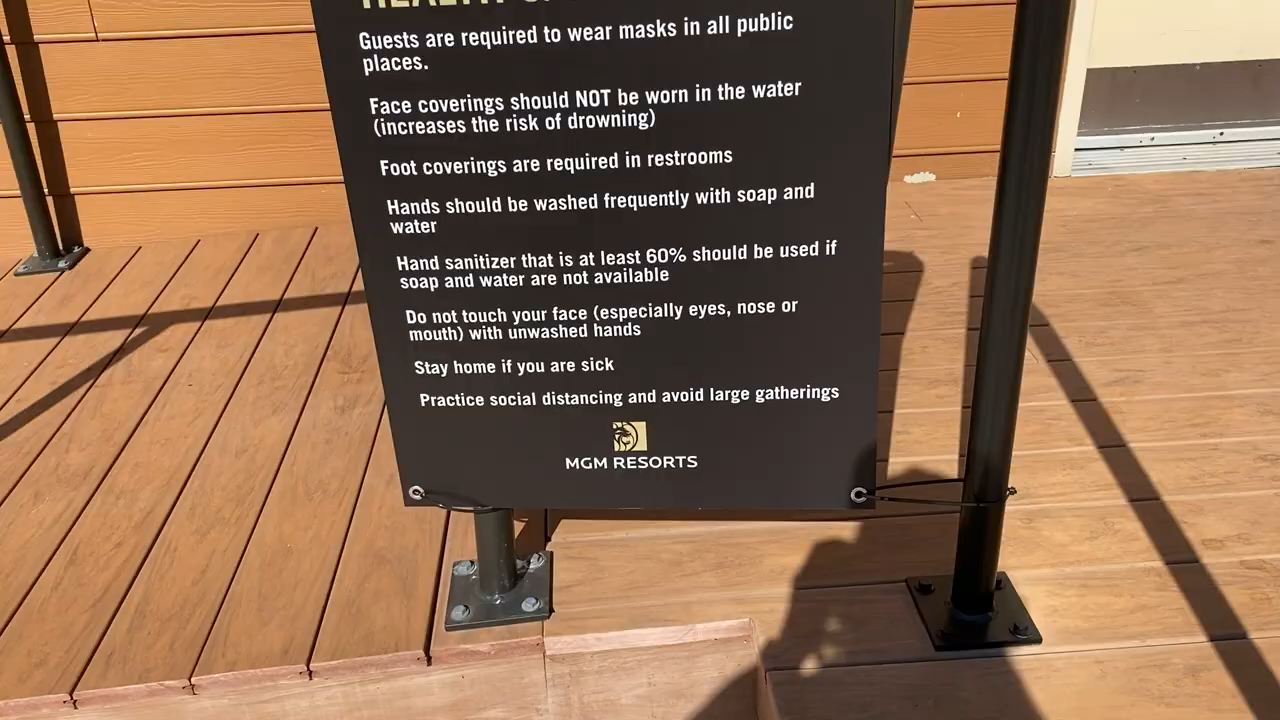 Guests are required to wear masks in all public
places.
Face coverings should NOT be worn in the water
(increases the risk of drowning)
Foot coverings are required in restrooms
Hands should be washed frequently with soap and
water
Hand sanitizer that is at least 60% should be used if
soap and water are not available
Do not touch your face (especially eyes, nose or
mouth) with unwashed hands
Stay home if you are sick
Practice social distancing and avoid large gatherings
MGM RESORTS